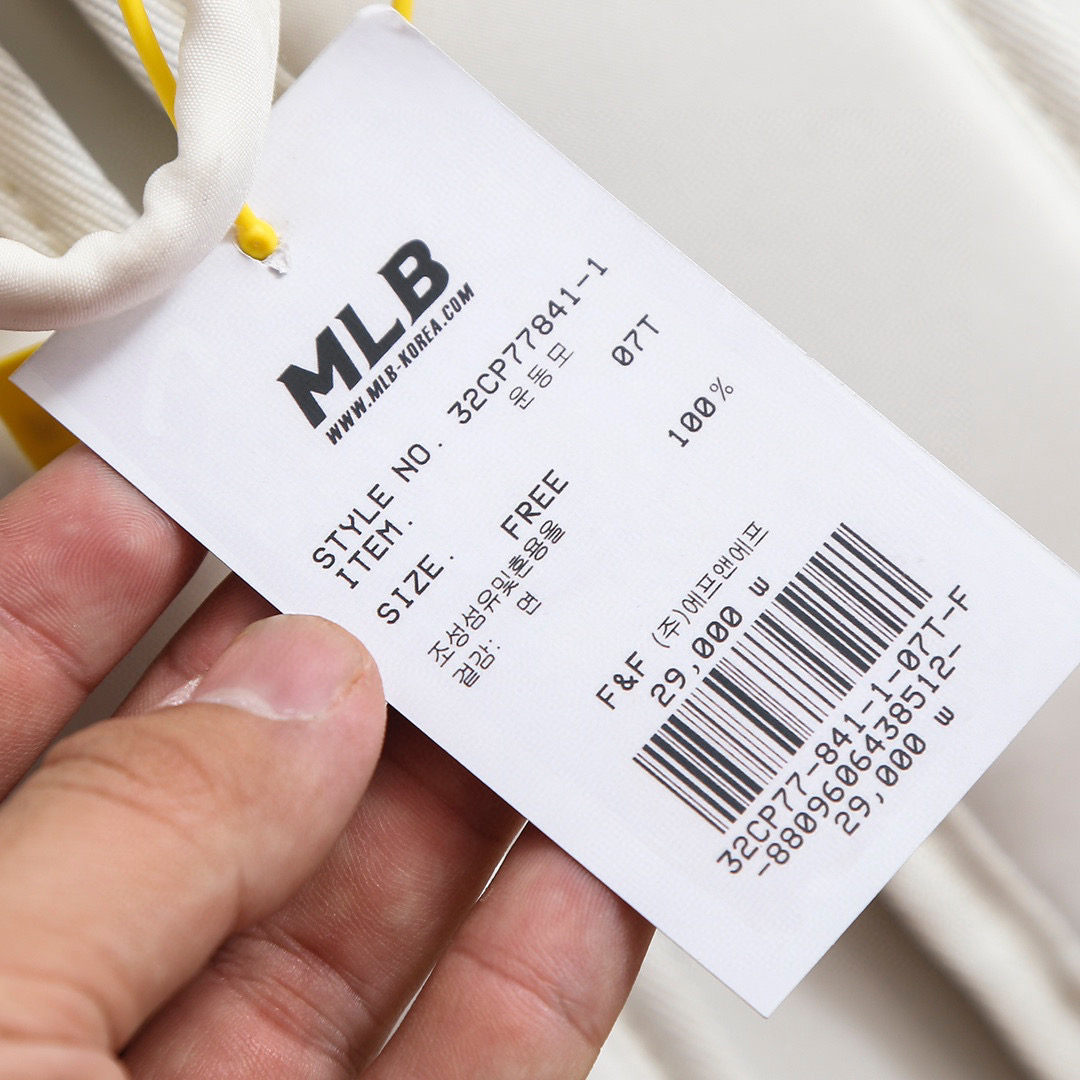 MLB
WWW.MLB-KOREA.COM
STYLE NO. 32CP77841-1
ITEM. 운동모
SIZE. FREE 07T
조성섬유및혼용율
겉감: 면 100%
F&F (주)에프앤에프
29,000 ₩
32CP77-841-1-07T-F
-8809606438512-
29,000 ₩